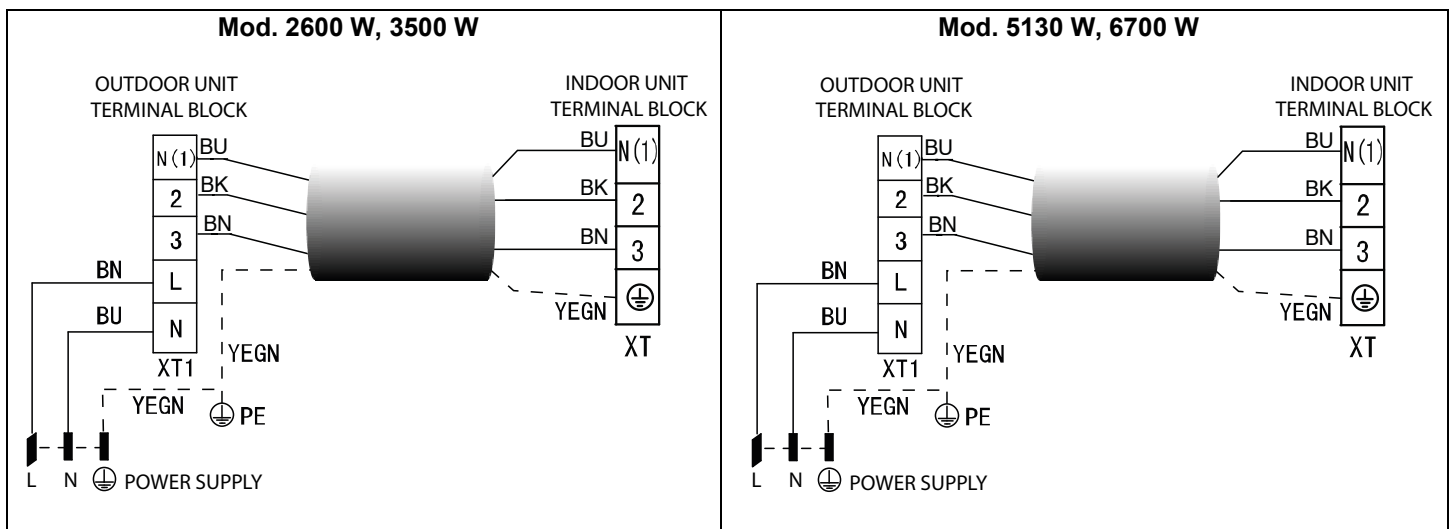 Mod. 2600 W, 3500 W
OUTDOOR UNIT
TERMINAL BLOCK
INDOOR UNIT
TERMINAL BLOCK
N(1)
BU
BU
N(1)
2
BK
BK
2
3
BN
BN
3
BN
L
YEGN
BU
N
YEGN
XT
XT1
YEGN
PE
L
N
POWER SUPPLY
Mod. 5130 W, 6700 W
OUTDOOR UNIT
TERMINAL BLOCK
INDOOR UNIT
TERMINAL BLOCK
N(1)
BU
BU
N(1)
2
BK
BK
2
3
BN
BN
3
BN
L
YEGN
BU
N
YEGN
XT
XT1
YEGN
PE
L
N
POWER SUPPLY